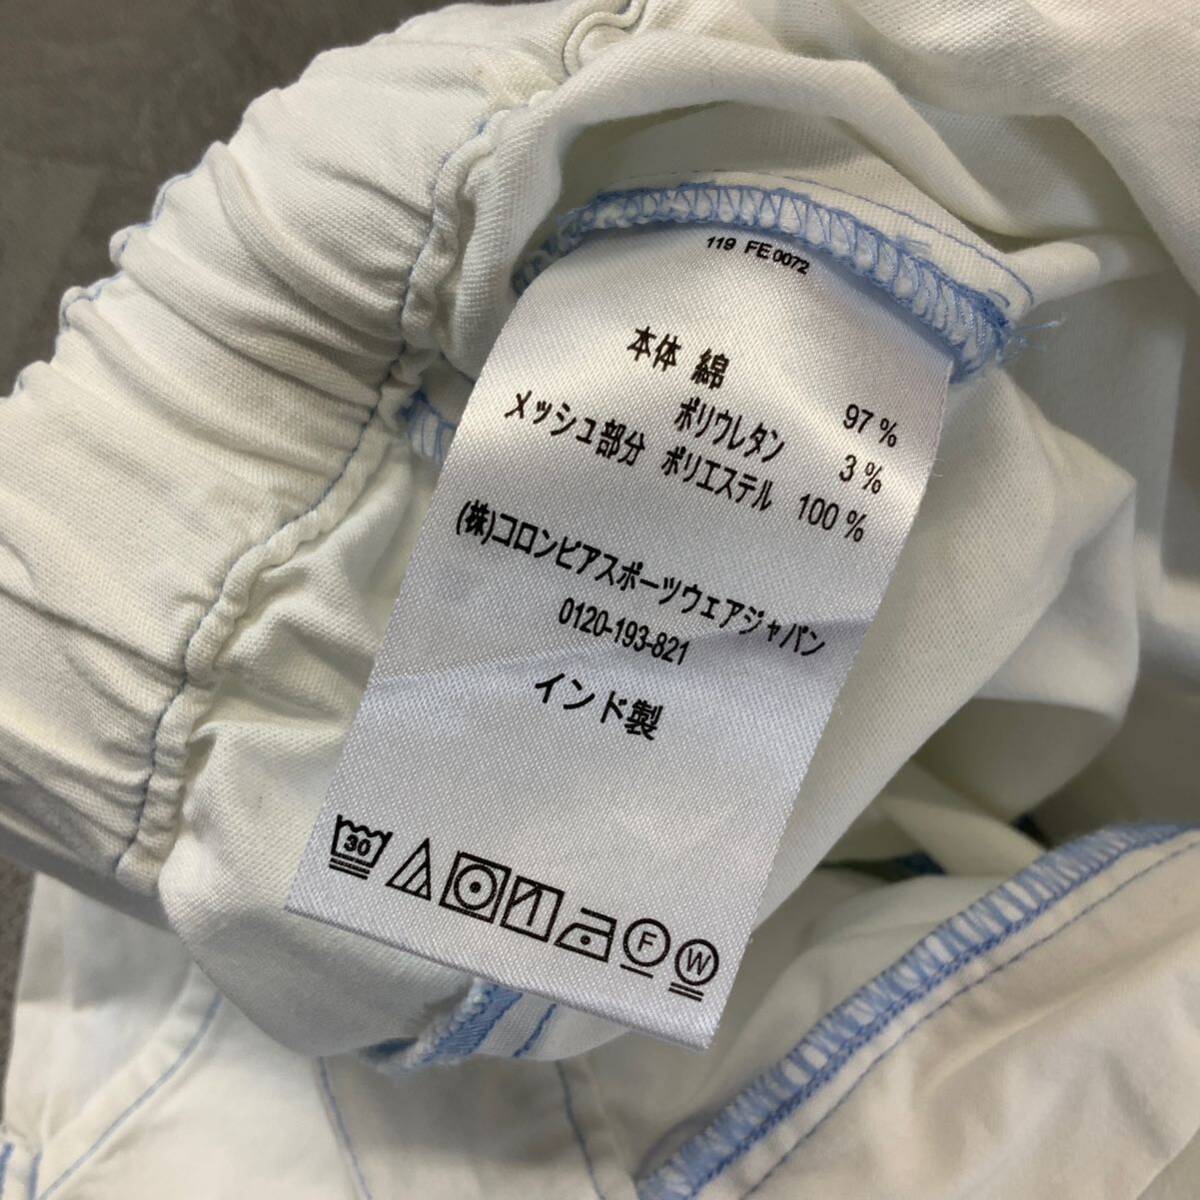 119 FE0072
本体 綿 97 %
ポリウレタン 3 %
メッシュ部分 ポリエステル 100 %
(株)コロンビアスポーツウェアジャパン
0120-193-821
インド製
30 F W